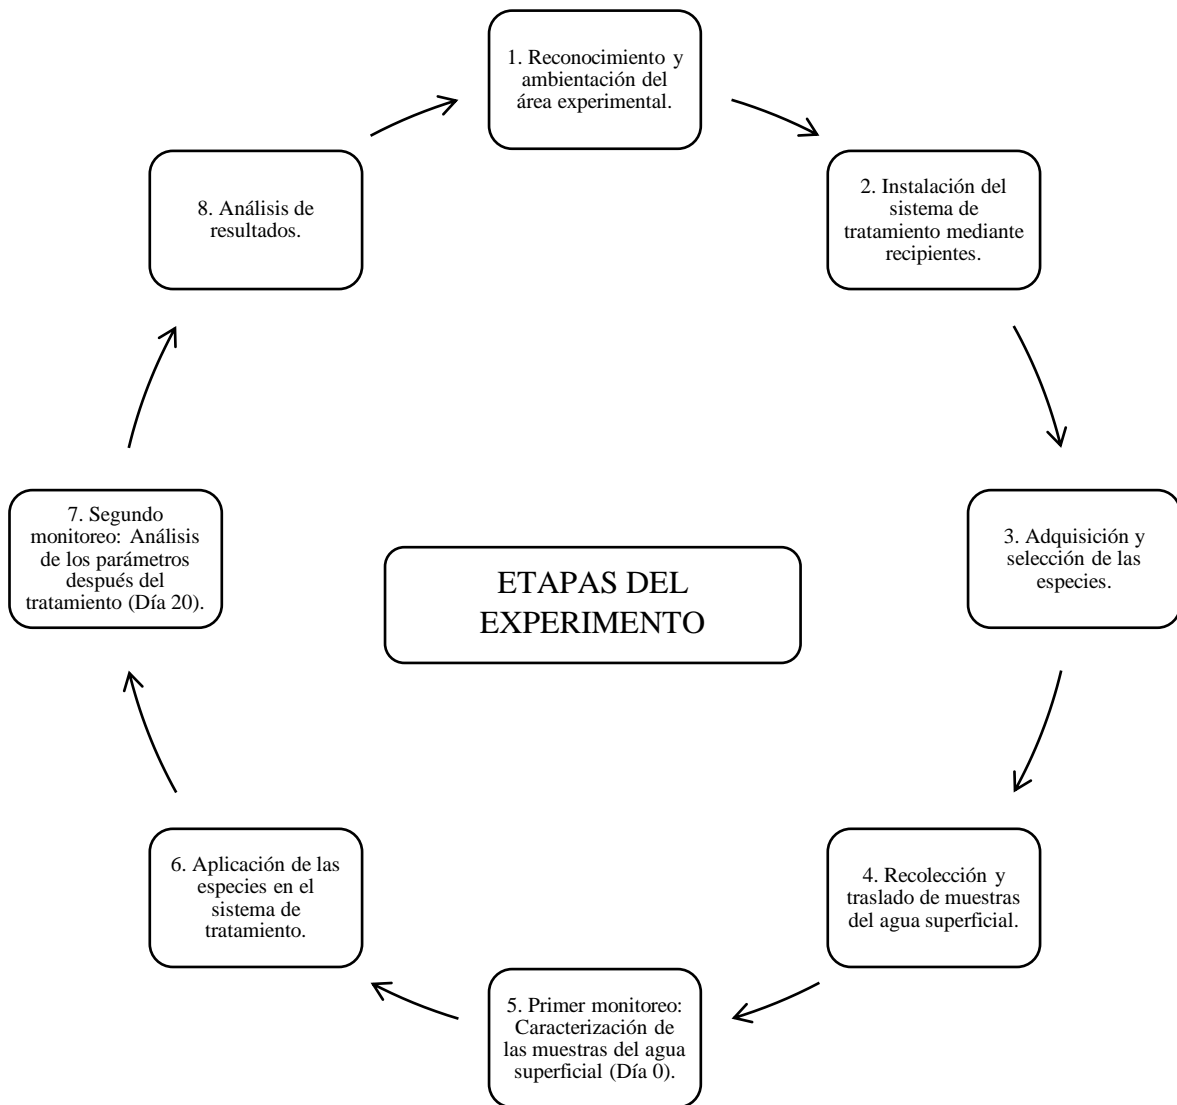 1. Reconocimiento y
ambientación del
área experimental.
2. Instalación del
sistema de
tratamiento mediante
recipientes.
3. Adquisición y
selección de las
especies.
4. Recolección y
traslado de muestras
del agua superficial.
5. Primer monitoreo:
Caracterización de
las muestras del agua
superficial (Día 0).
6. Aplicación de las
especies en el
sistema de
tratamiento.
7. Segundo
monitoreo: Análisis
de los parámetros
después del
tratamiento (Día 20).
8. Análisis de
resultados.
ETAPAS DEL
EXPERIMENTO